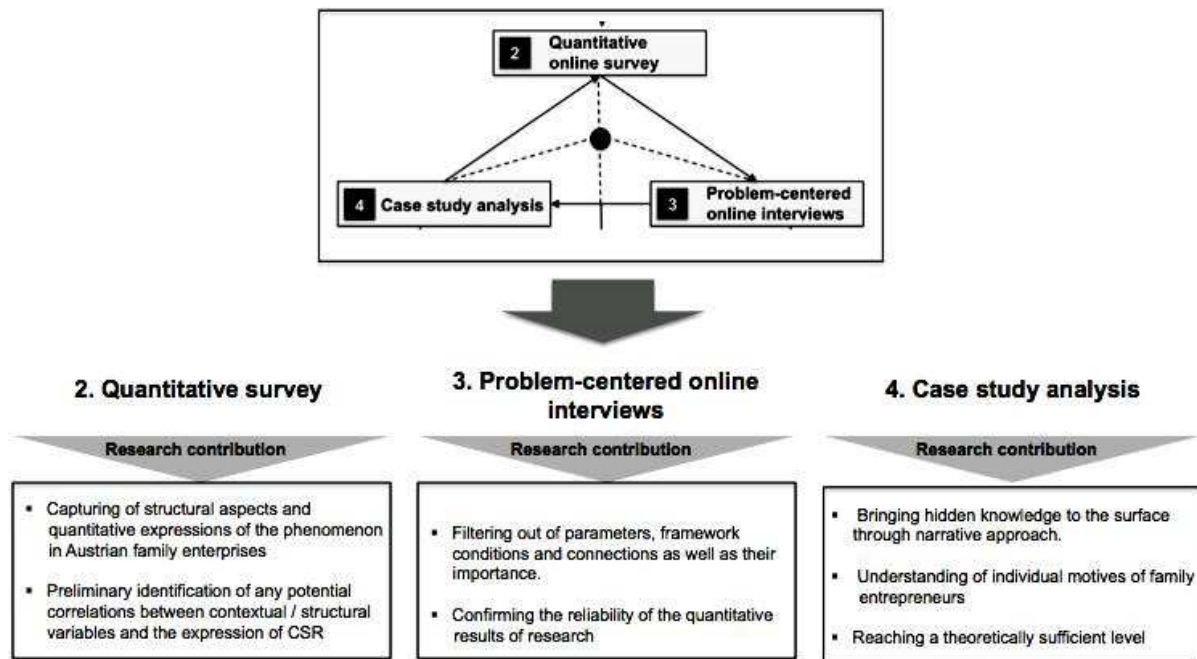 2
Quantitative
online survey
4
Case study analysis
3
Problem-centered
online interviews
2. Quantitative survey
Research contribution
▪ Capturing of structural aspects and
quantitative expressions of the phenomenon
in Austrian family enterprises
▪ Preliminary identification of any potential
correlations between contextual / structural
variables and the expression of CSR
3. Problem-centered online
interviews
Research contribution
▪ Filtering out of parameters, framework
conditions and connections as well as their
importance.
▪ Confirming the reliability of the quantitative
results of research
4. Case study analysis
Research contribution
▪ Bringing hidden knowledge to the surface
through narrative approach.
▪ Understanding of individual motives of family
entrepreneurs
▪ Reaching a theoretically sufficient level